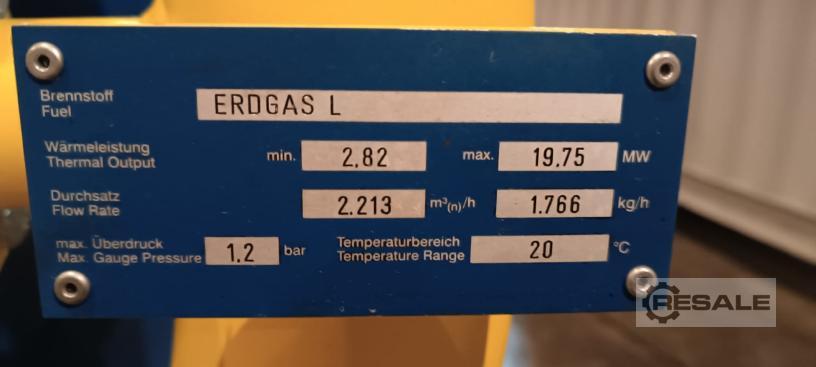 Brennstoff
Fuel
ERDGAS L
Wärmeleistung
Thermal Output
min. 2.82 max. 19.75 MW
Durchsatz
Flow Rate
2.213 m³(n)/h 1.766 kg/h
max. Überdruck
Max. Gauge Pressure
1,2 bar
Temperaturbereich
Temperature Range
20 °C
RESALE